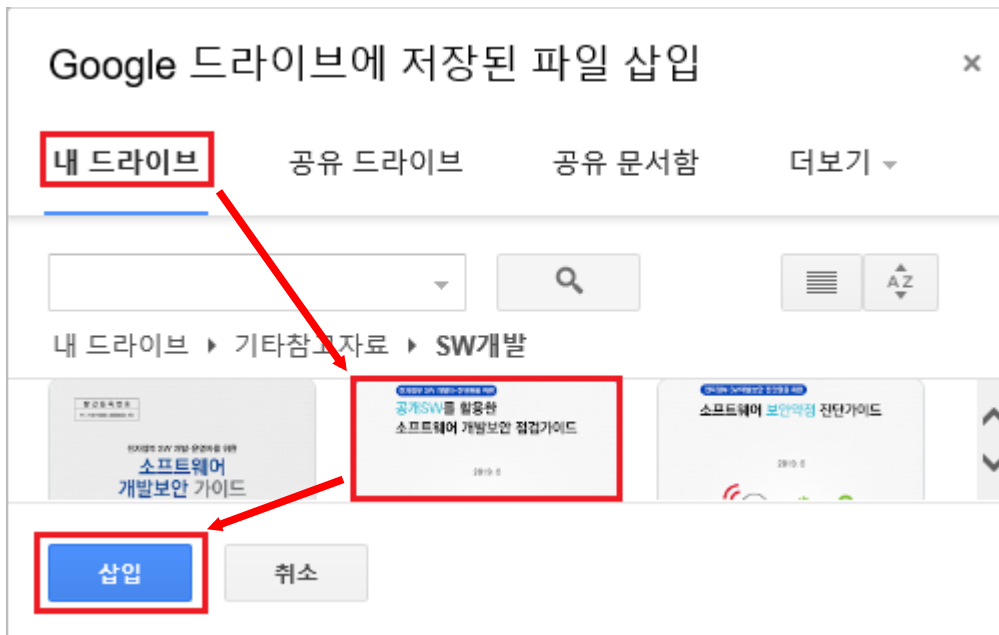 Google 드라이브에 저장된 파일 삽입
×
내 드라이브 공유 드라이브 공유 문서함 더보기
AZ
내 드라이브 기타참고자료 SW개발
소프트웨어
개발보안 가이드
공개SW를 활용한
소프트웨어 개발보안 점검가이드
2019. 6
소프트웨어 보안약점 진단가이드
2019. 6
삽입 취소